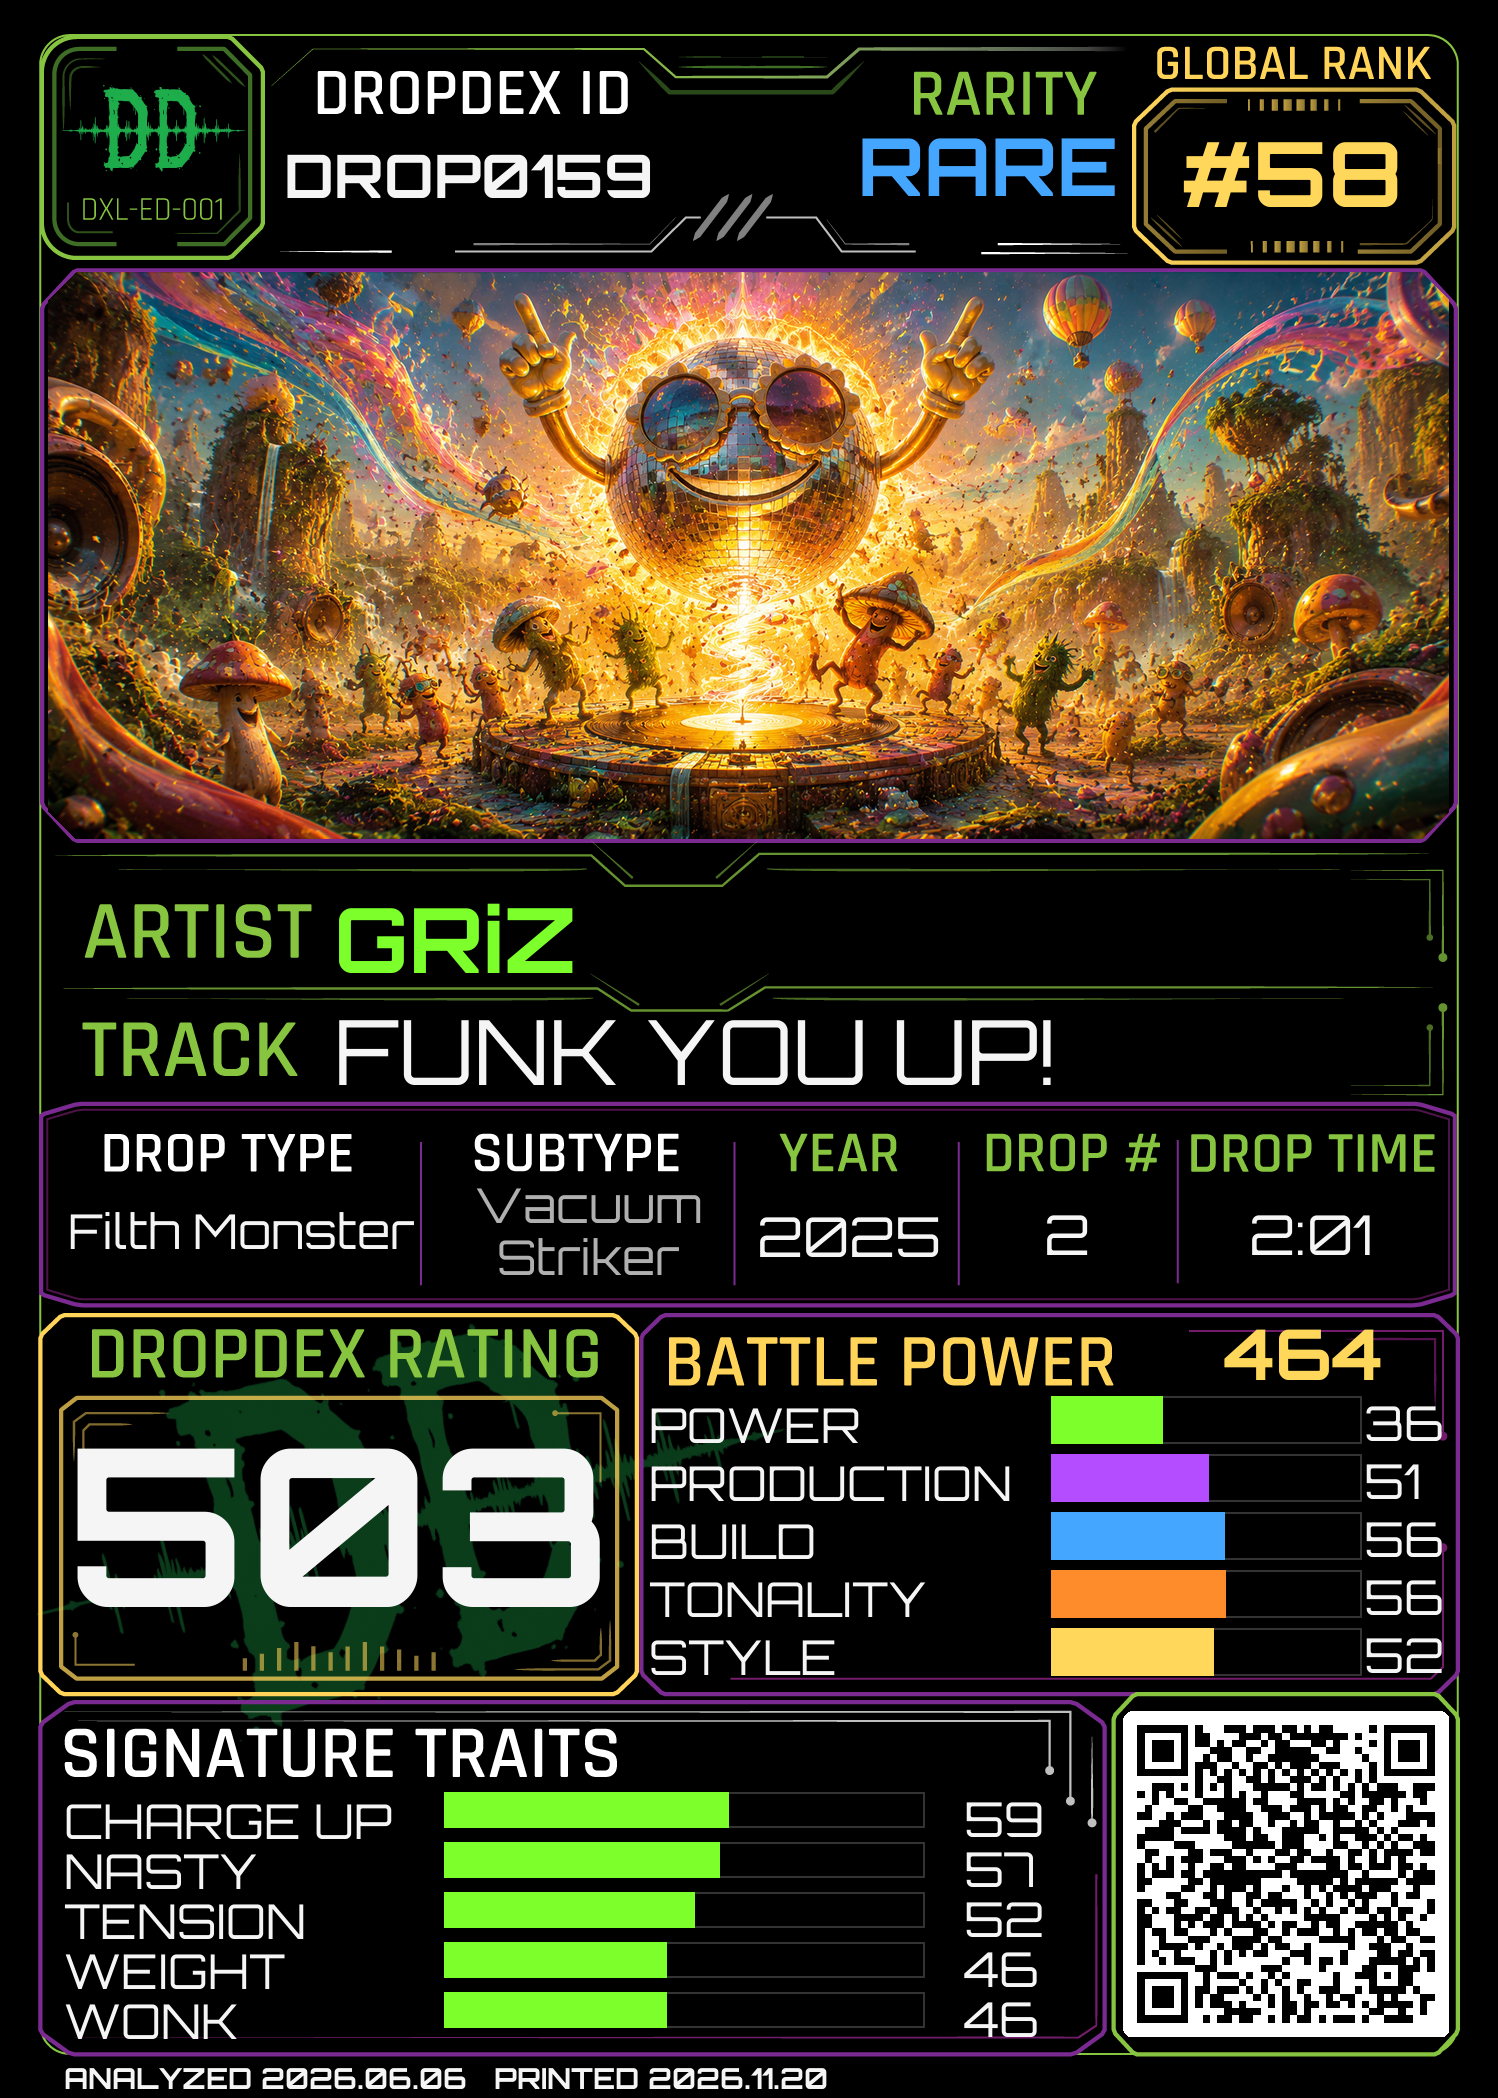 DD
DXL-ED-001
DROPDEX ID
DROP0159
RARITY
RARE
GLOBAL RANK
#58
ARTIST GRiZ
TRACK FUNK YOU UP!
DROP TYPE
Filth Monster
SUBTYPE
Vacuum
Striker
YEAR
2025
DROP #
2
DROP TIME
2:01
DROPDEX RATING
503
BATTLE POWER 464
POWER 36
PRODUCTION 51
BUILD 56
TONALITY 56
STYLE 52
SIGNATURE TRAITS
CHARGE UP 59
NASTY 57
TENSION 52
WEIGHT 46
WONK 46
ANALYZED 2026.06.06 PRINTED 2026.11.20